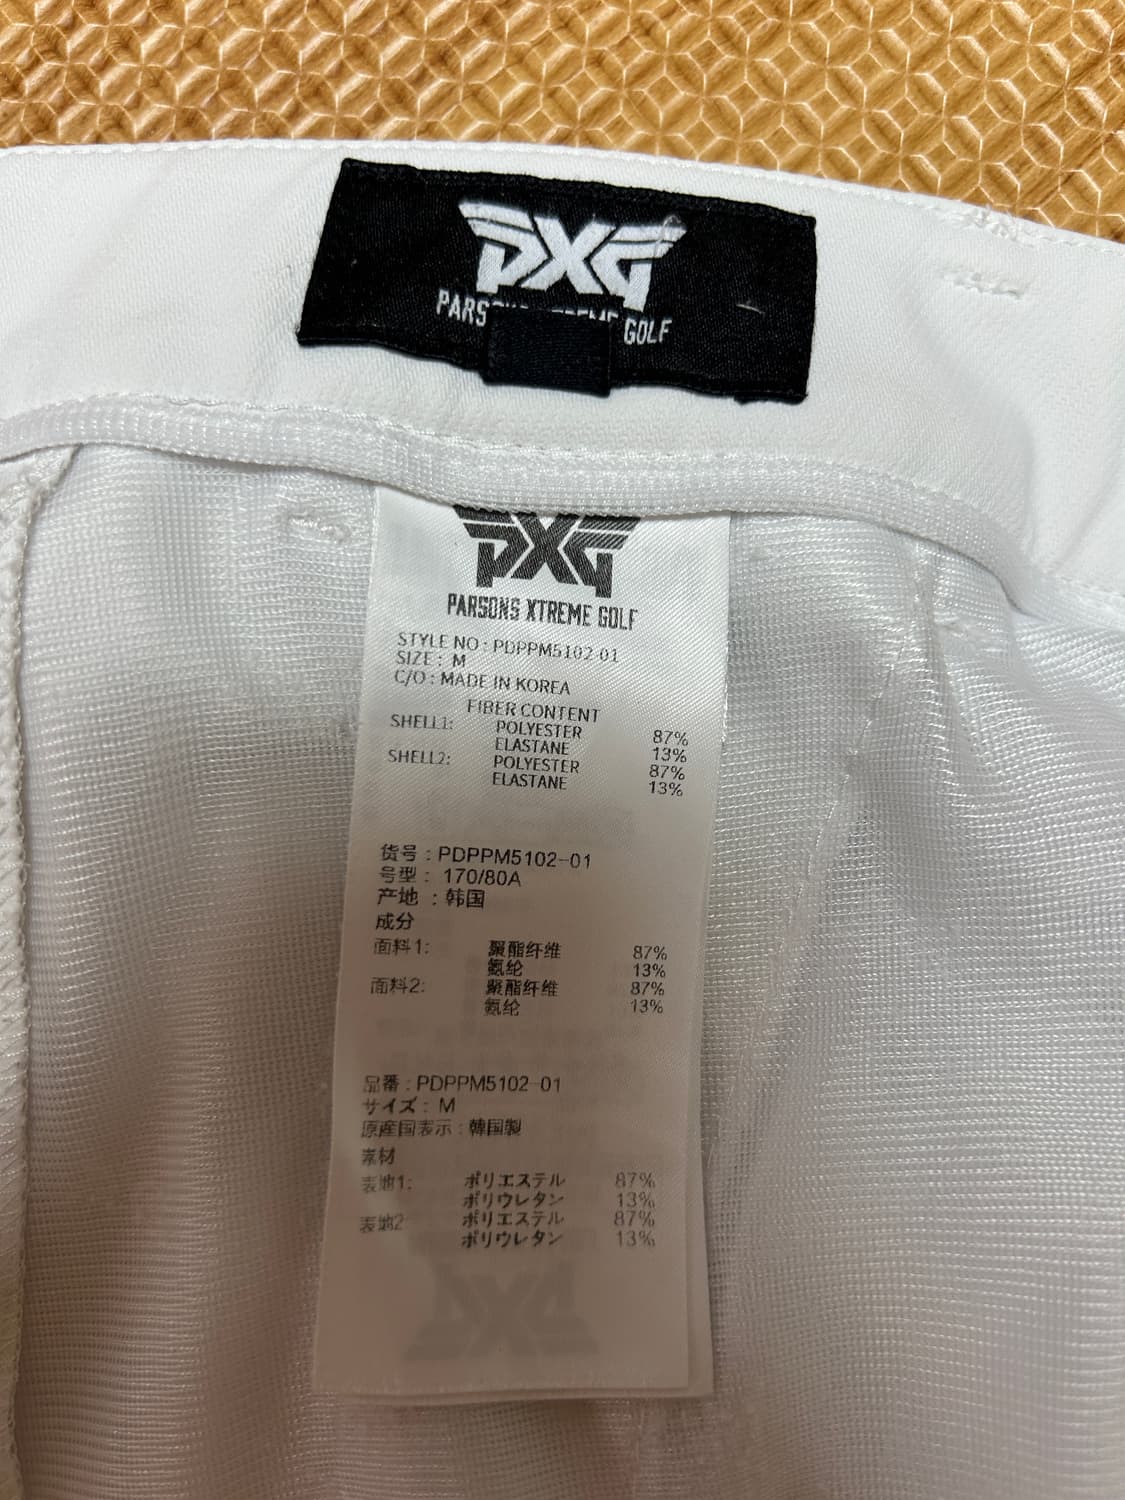 PXG
PARS XTREME GOLF
PXG
PARSONS XTREME GOLF
STYLE NO : PDPPM5102-01
SIZE : M
C/O : MADE IN KOREA
FIBER CONTENT
SHELL1: POLYESTER 87%
ELASTANE 13%
SHELL2: POLYESTER 87%
ELASTANE 13%
货号 : PDPPM5102-01
号型 : 170/80A
产地 : 韩国
成分
面料1: 聚酯纤维 87%
氨纶 13%
面料2: 聚酯纤维 87%
氨纶 13%
品番 : PDPPM5102-01
サイズ : M
原産国表示 : 韓国製
素材
表地1: ポリエステル 87%
ポリウレタン 13%
表地2: ポリエステル 87%
ポリウレタン 13%